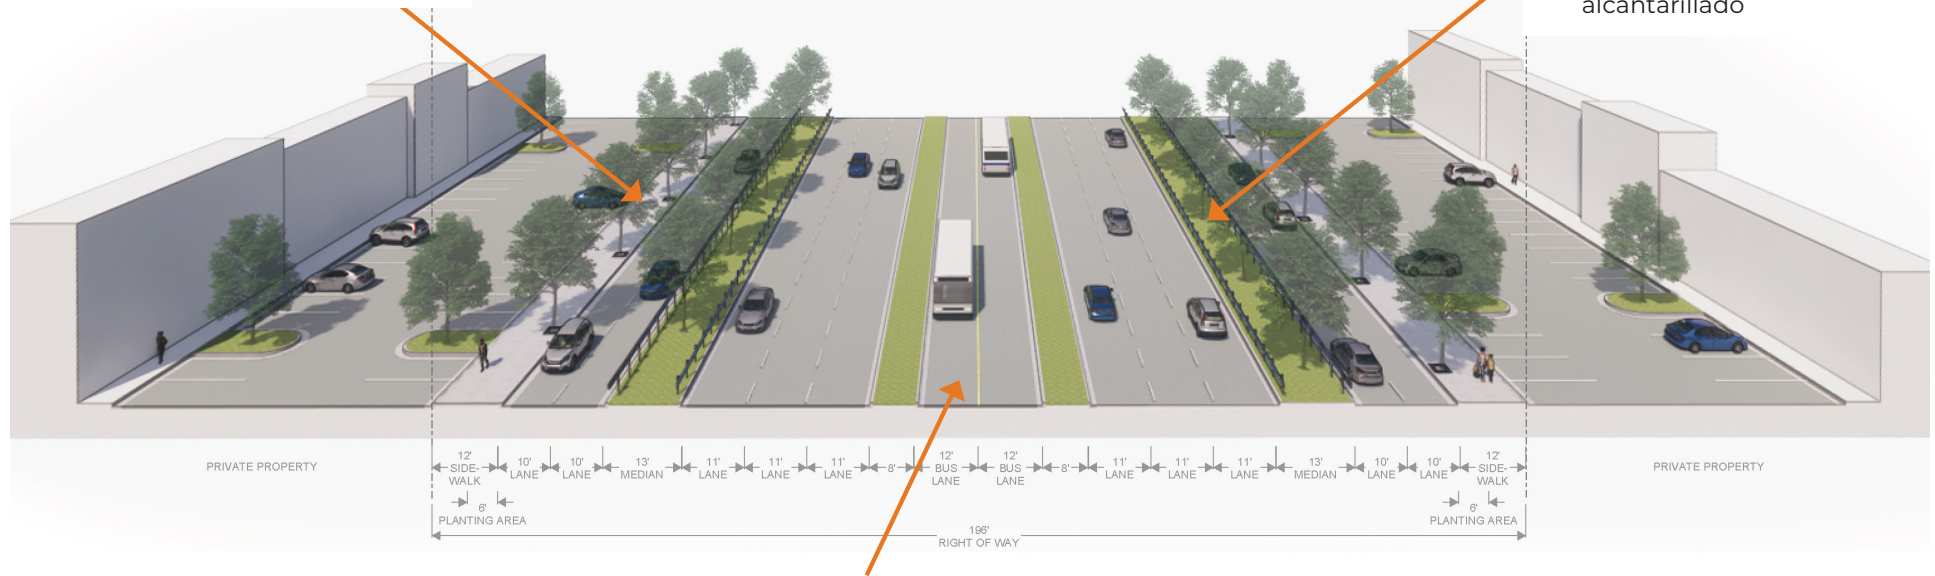 alcantarillado
PRIVATE PROPERTY
12'
SIDE-
WALK
10'
LANE
10'
LANE
13'
MEDIAN
11'
LANE
11'
LANE
11'
LANE
8'
12'
BUS
LANE
12'
BUS
LANE
8'
11'
LANE
11'
LANE
11'
LANE
13'
MEDIAN
10'
LANE
10'
LANE
12'
SIDE-
WALK
PRIVATE PROPERTY
6'
PLANTING AREA
6'
PLANTING AREA
196'
RIGHT OF WAY